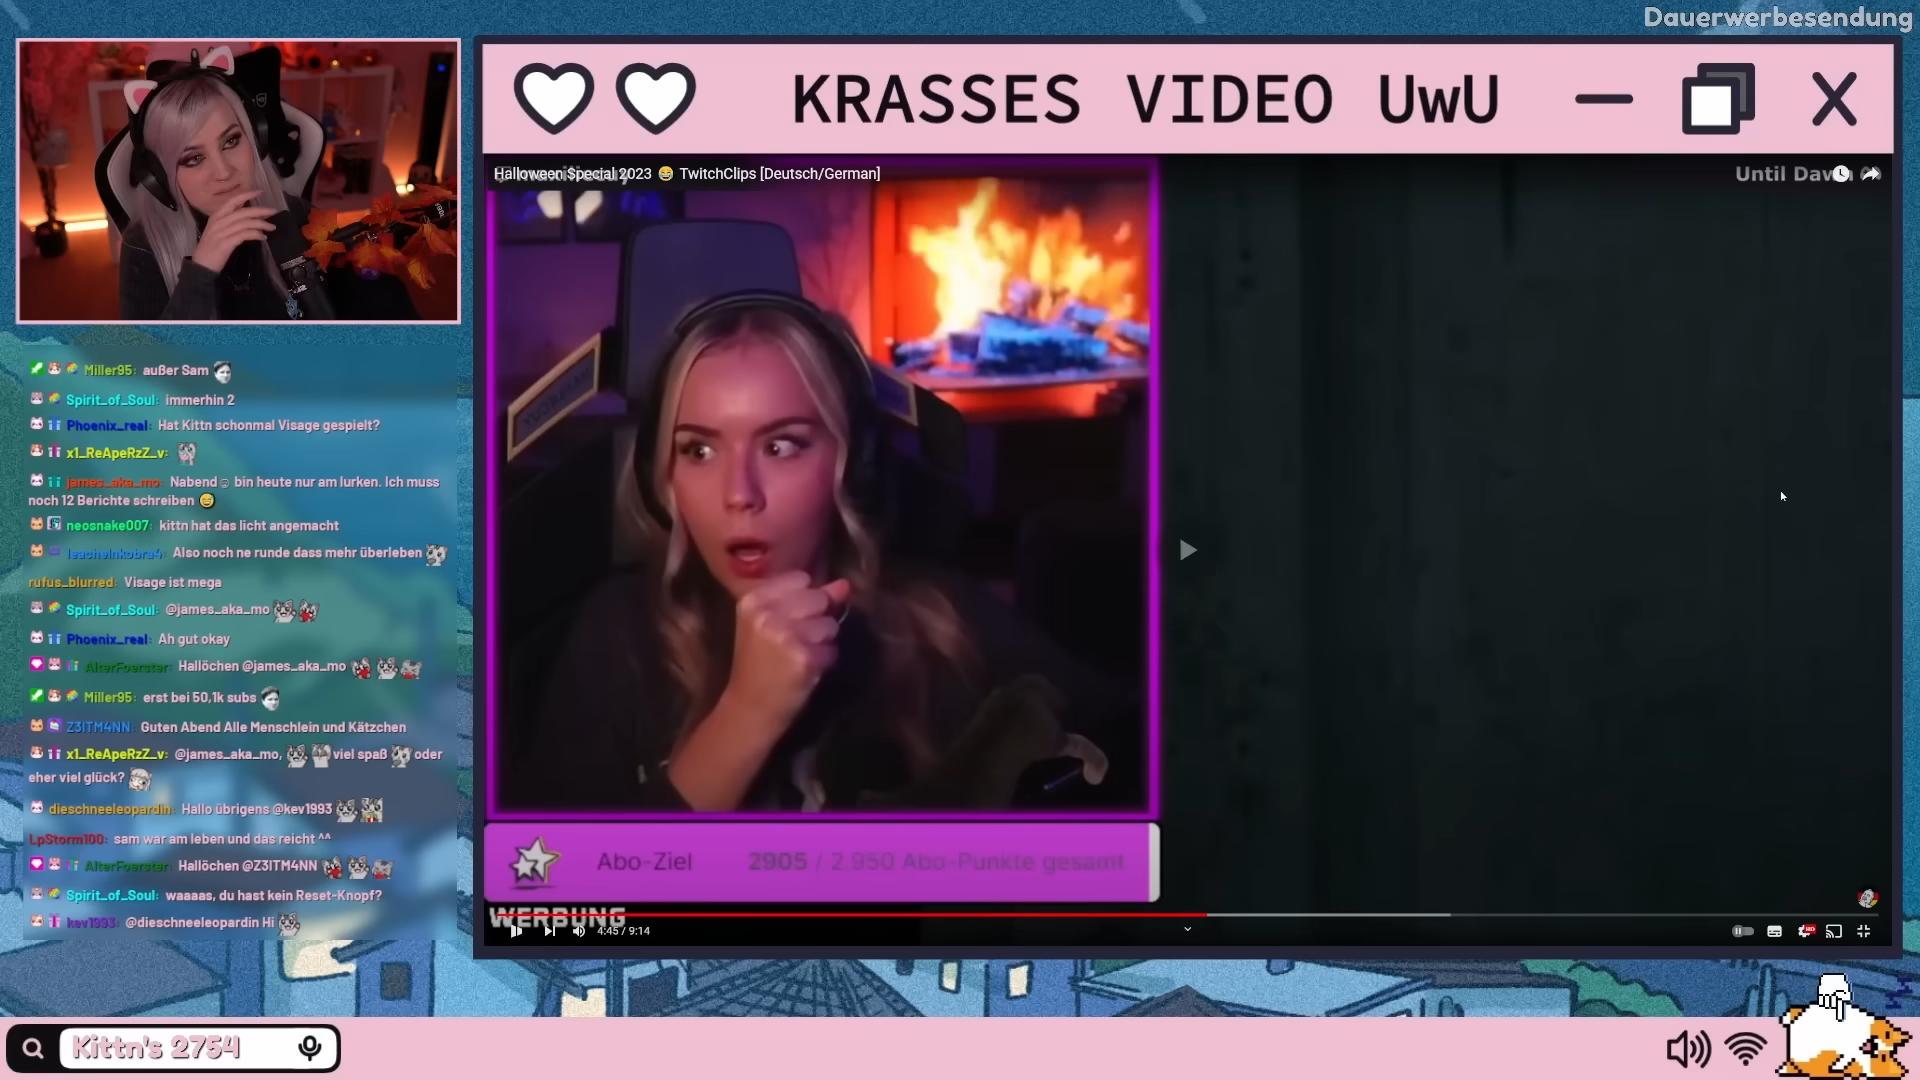 Dauerwerbesendung
KRASSES VIDEO UwU
Halloween Special 2023 😂 TwitchClips [Deutsch/German]
Until Dawn
Miller95: außer Sam
Spirit_of_Soul: immerhin 2
Phoenix_real: Hat Kittn schonmal Visage gespielt?
x1_ReApeRzZ_v:
james_aka_mo: Nabend☺ bin heute nur am lurken. Ich muss
noch 12 Berichte schreiben 😅
neosnake007: kittn hat das licht angemacht
Also noch ne runde dass mehr überleben
rufus_blurred: Visage ist mega
Spirit_of_Soul: @james_aka_mo
Phoenix_real: Ah gut okay
AlterFoerster: Hallöchen @james_aka_mo
Miller95: erst bei 50,1k subs
Z3ITM4NN: Guten Abend Alle Menschlein und Kätzchen
x1_ReApeRzZ_v: @james_aka_mo, viel spaß oder
eher viel glück?
dieschneeleopardin: Hallo übrigens @kev1993
LpStorm100: sam war am leben und das reicht ^^
AlterFoerster: Hallöchen @Z3ITM4NN
Spirit_of_Soul: waaaas, du hast kein Reset-Knopf?
kev1993: @dieschneeleopardin Hi
Abo-Ziel 2905 / 2.950 Abo-Punkte gesamt
WERBUNG
4:45 / 9:14
HD
Kittn's 2754